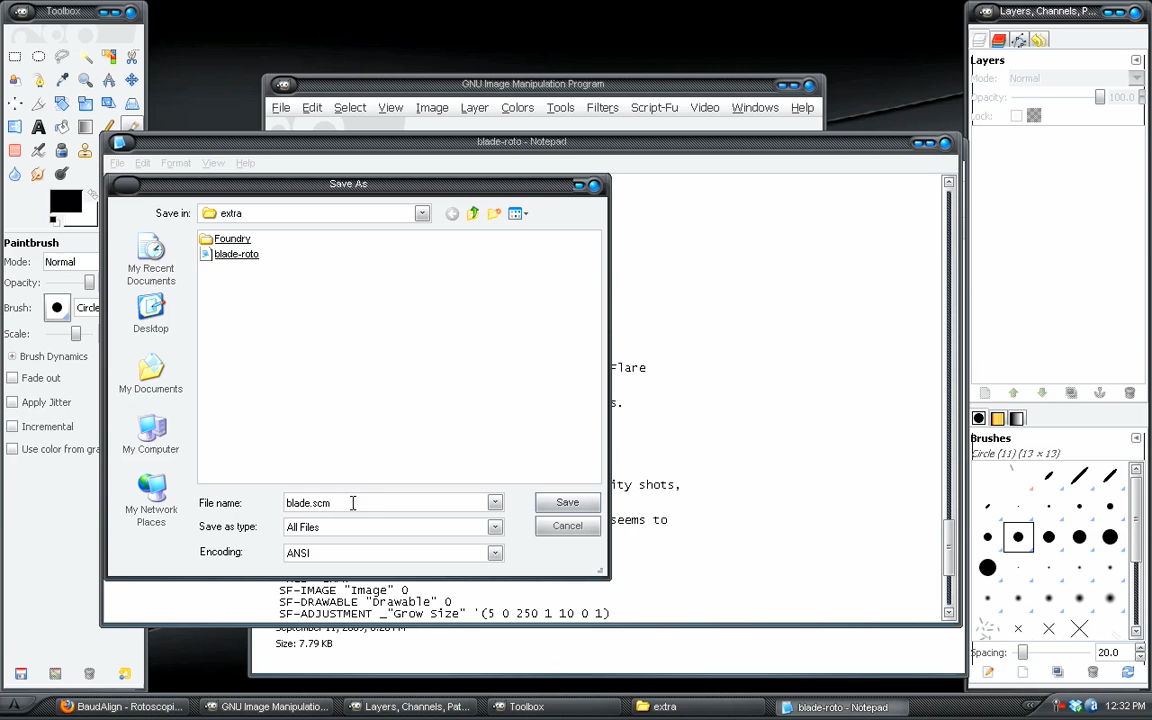 Toolbox
Paintbrush
Mode: Normal
Opacity:
Brush: Circle
Scale:
Brush Dynamics
Fade out
Apply Jitter
Incremental
Use color from gra
GNU Image Manipulation Program
File Edit Select View Image Layer Colors Tools Filters Script-Fu Video Windows Help
blade-roto - Notepad
File Edit Format View Help
Save As
Save in: extra
My Recent
Documents
Desktop
My Documents
My Computer
My Network
Places
Foundry
blade-roto
File name: blade.scm
Save
Save as type: All Files
Cancel
Encoding: ANSI
Flare
s.
ity shots,
seems to
SF-IMAGE "Image" 0
SF-DRAWABLE "Drawable" 0
SF-ADJUSTMENT _"Grow Size" '(5 0 250 1 10 0 1)
Size: 7.79 KB
Layers, Channels, P...
Layers
Mode: Normal
Opacity: 100.0
Lock:
Brushes
Circle (11) (13 × 13)
Spacing: 20.0
BaudAlign - Rotoscopi...
GNU Image Manipulatio...
Layers, Channels, Pat...
Toolbox
extra
blade-roto - Notepad
12:32 PM